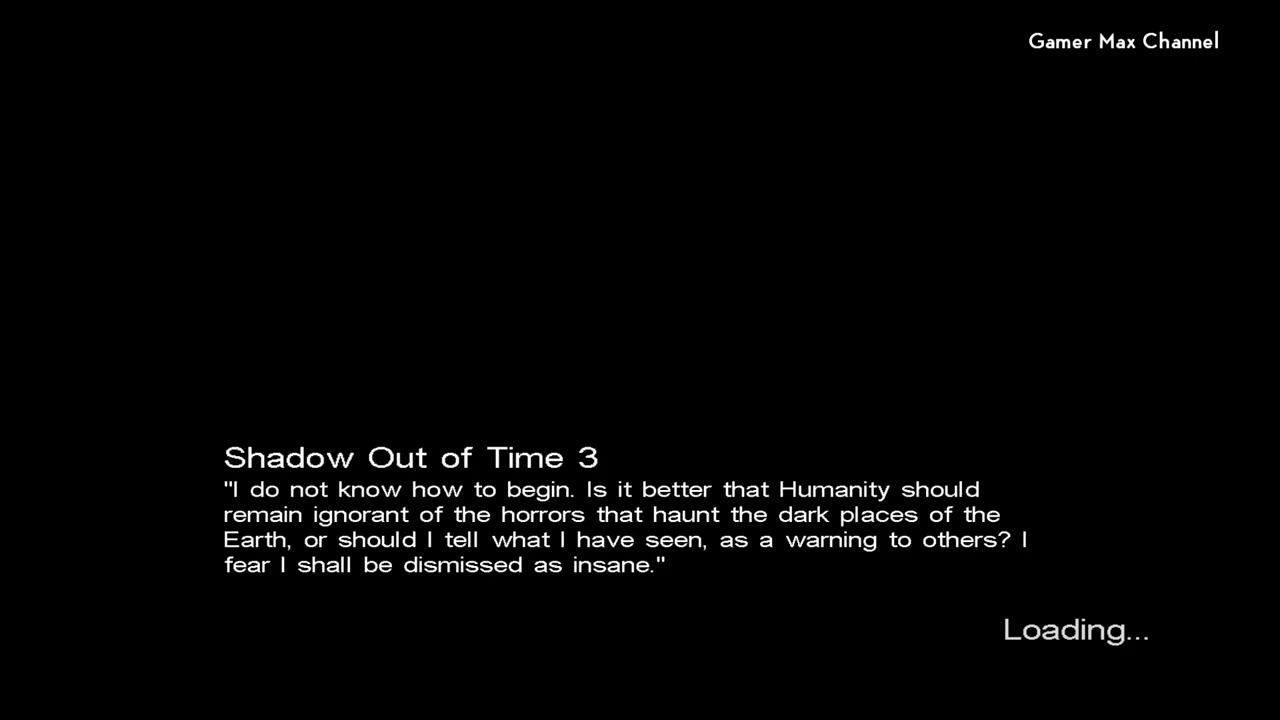 Gamer Max Channel
Shadow Out of Time 3
"I do not know how to begin. Is it better that Humanity should
remain ignorant of the horrors that haunt the dark places of the
Earth, or should I tell what I have seen, as a warning to others? I
fear I shall be dismissed as insane."
Loading...